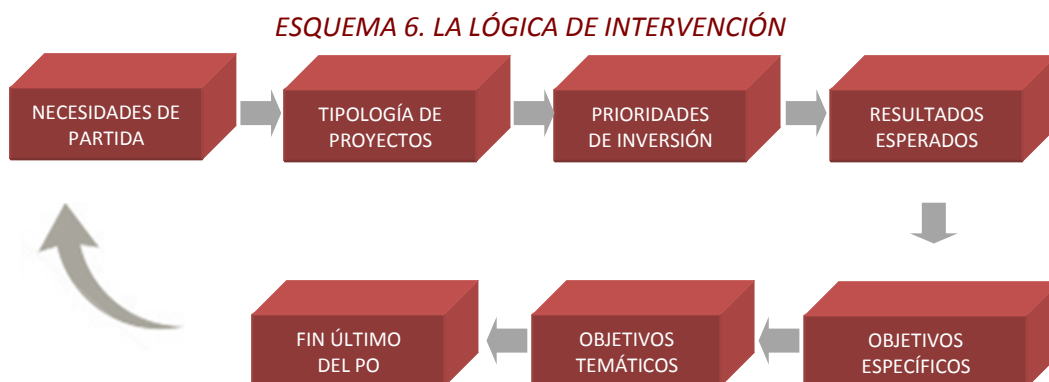 ESQUEMA 6. LA LÓGICA DE INTERVENCIÓN
NECESIDADES DE
PARTIDA
TIPOLOGÍA DE
PROYECTOS
PRIORIDADES
DE INVERSIÓN
RESULTADOS
ESPERADOS
OBJETIVOS
ESPECÍFICOS
OBJETIVOS
TEMÁTICOS
FIN ÚLTIMO
DEL PO